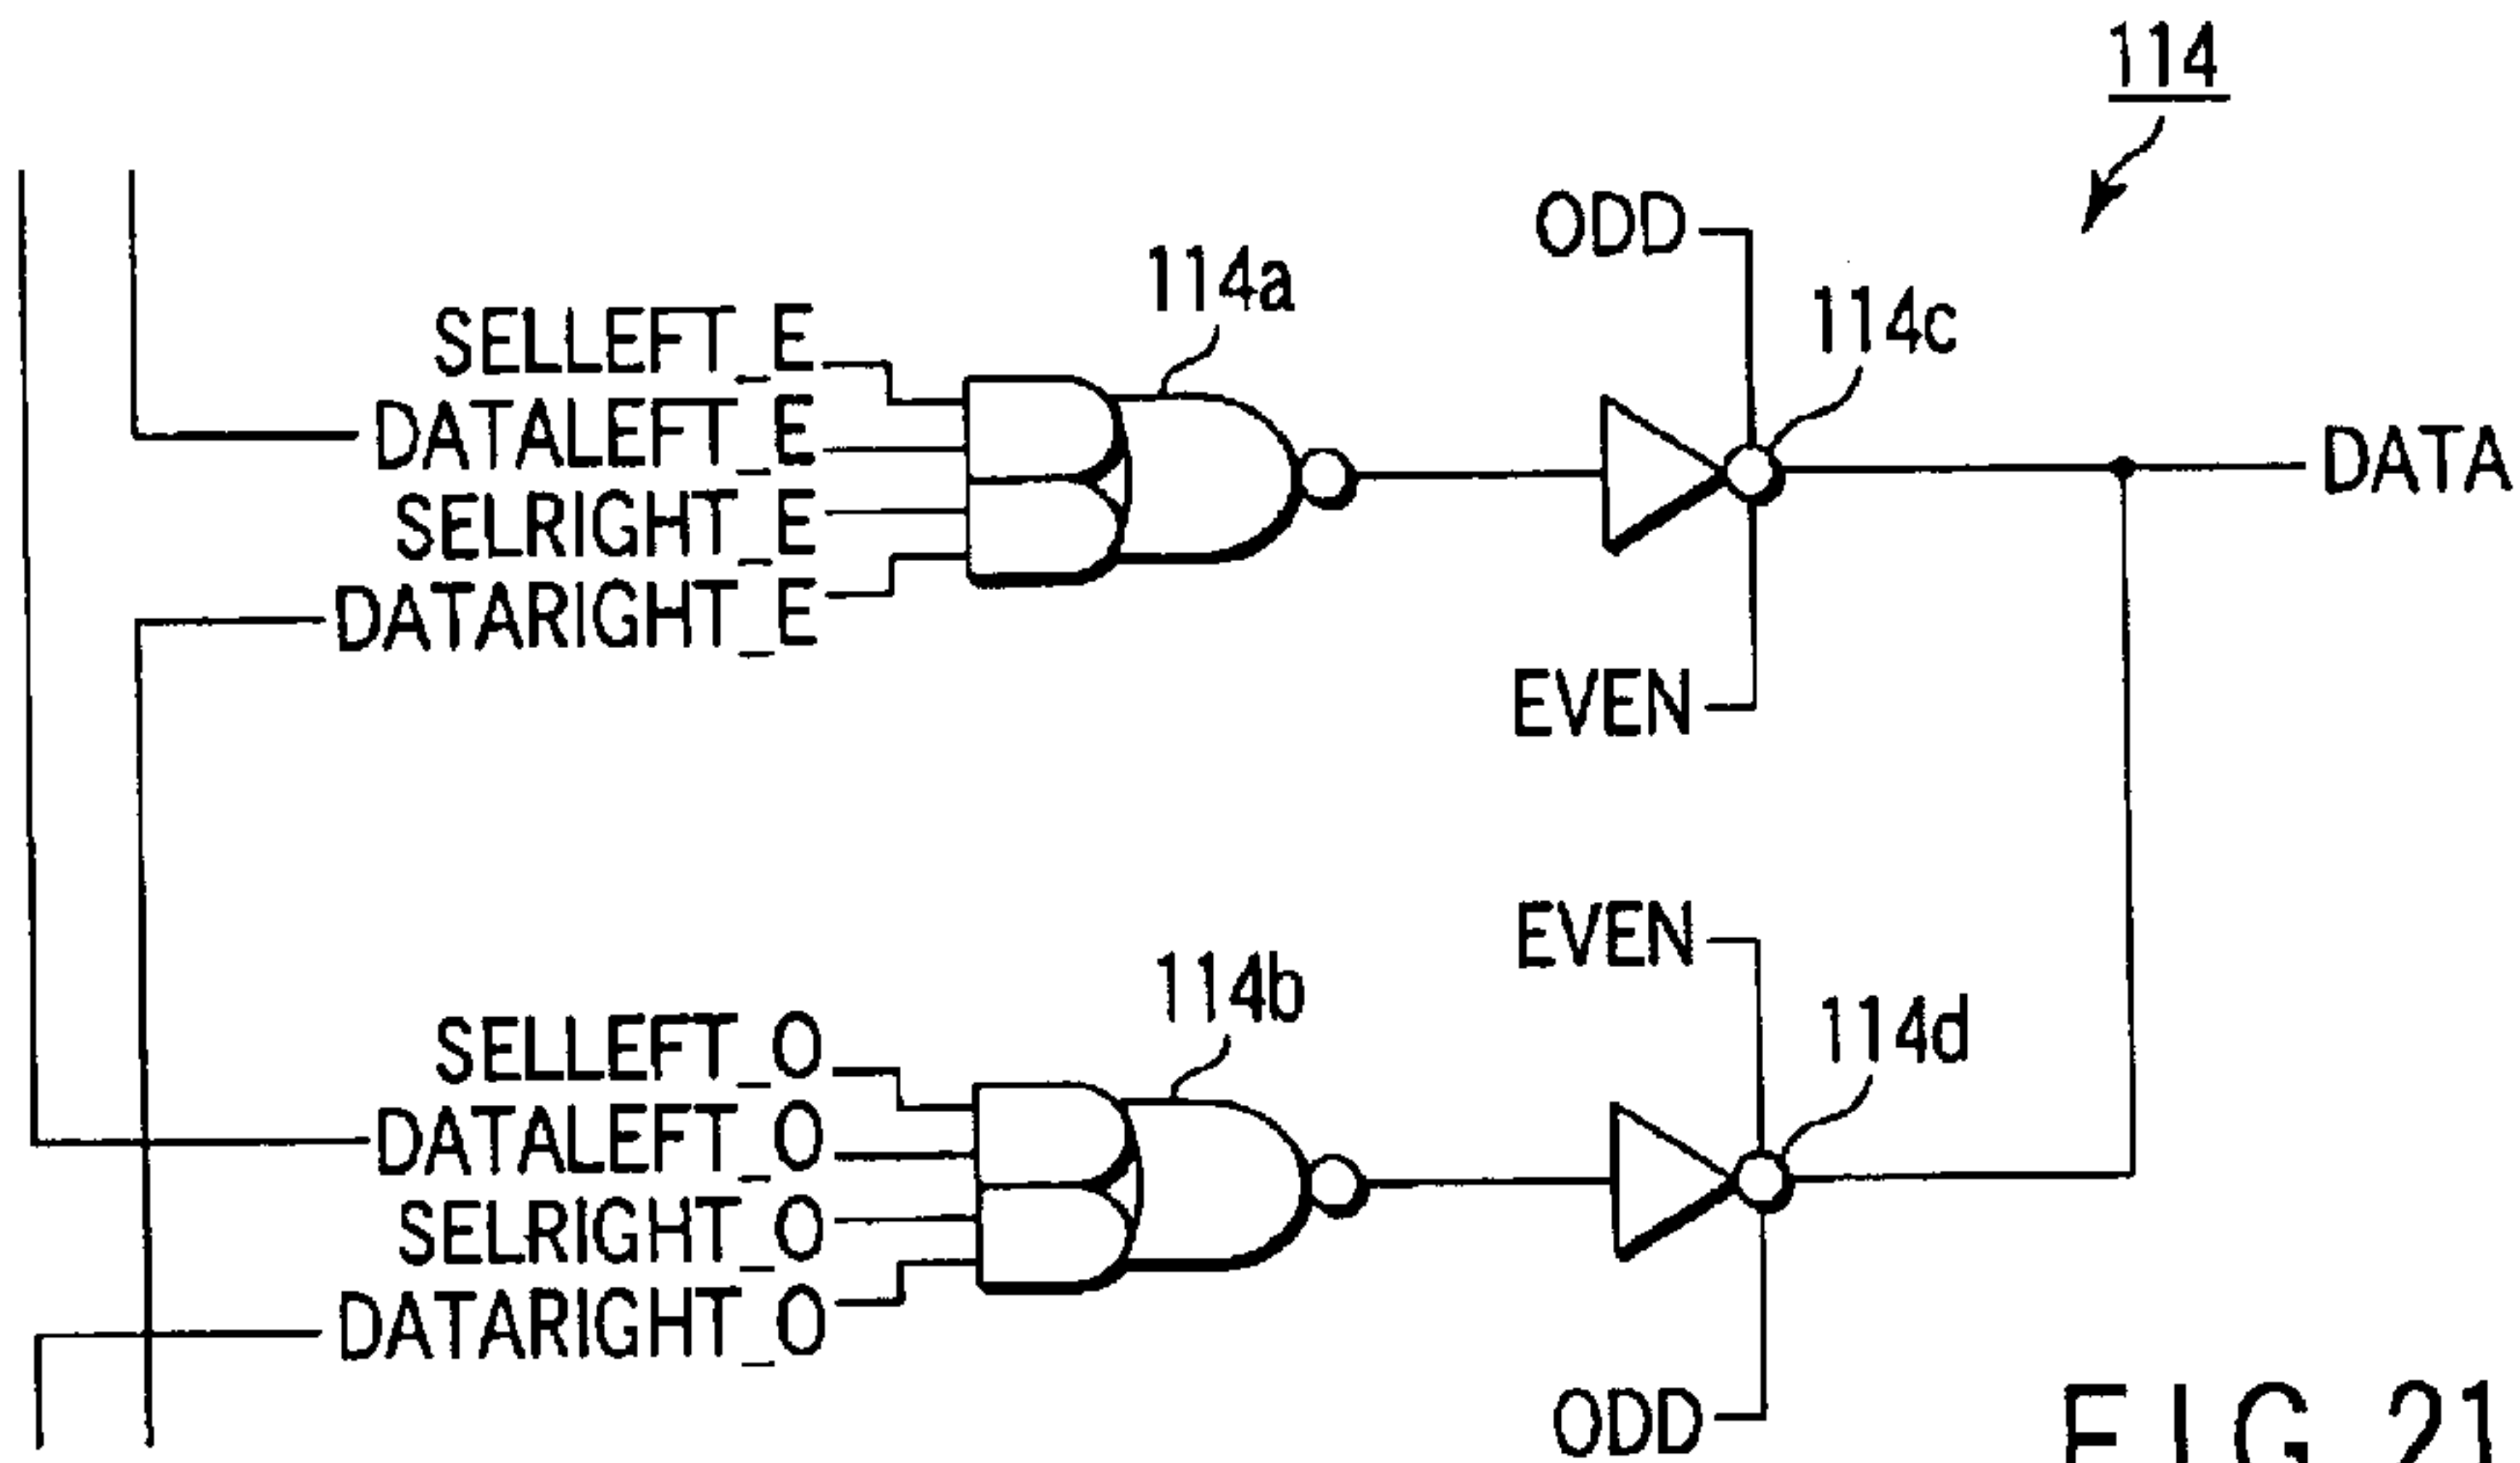 114
ODD
114a
114c
SELLEFT_E
DATALEFT_E
SELRIGHT_E
DATARIGHT_E
DATA
EVEN
EVEN
114b
114d
SELLEFT_O
DATALEFT_O
SELRIGHT_O
DATARIGHT_O
ODD
FIG 21